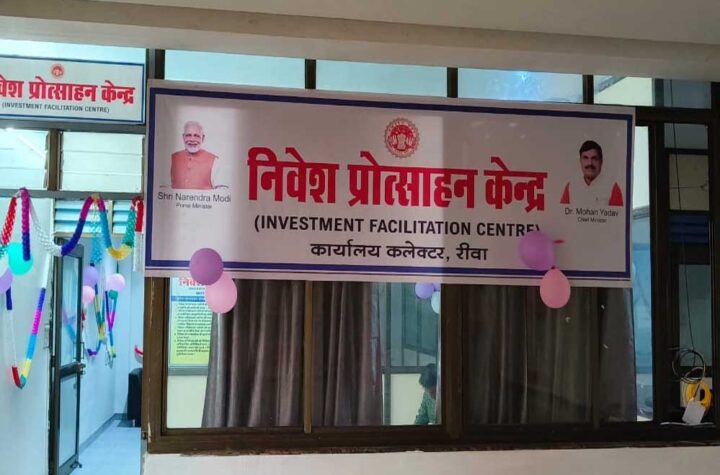 वेश प्रोत्साहन केन्द्र
(INVESTMENT FACILITATION CENTRE)
Shri Narendra Modi
Prime Minister
निवेश प्रोत्साहन केन्द्र
(INVESTMENT FACILITATION CENTRE)
कार्यालय कलेक्टर, रीवा
Dr. Mohan Yadav
Chief Minister